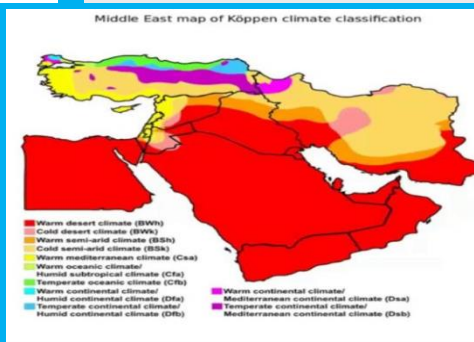 Middle East map of Köppen climate classification
Warm desert climate (BWh)
Cold desert climate (BWk)
Warm semi-arid climate (BSh)
Cold semi-arid climate (BSk)
Warm mediterranean climate (Csa)
Warm oceanic climate/
Humid subtropical climate (Cfa)
Temperate oceanic climate (Cfb)
Warm continental climate/
Humid continental climate (Dfa)
Temperate continental climate/
Humid continental climate (Dfb)
Warm continental climate/
Mediterranean continental climate (Dsa)
Temperate continental climate/
Mediterranean continental climate (Dsb)